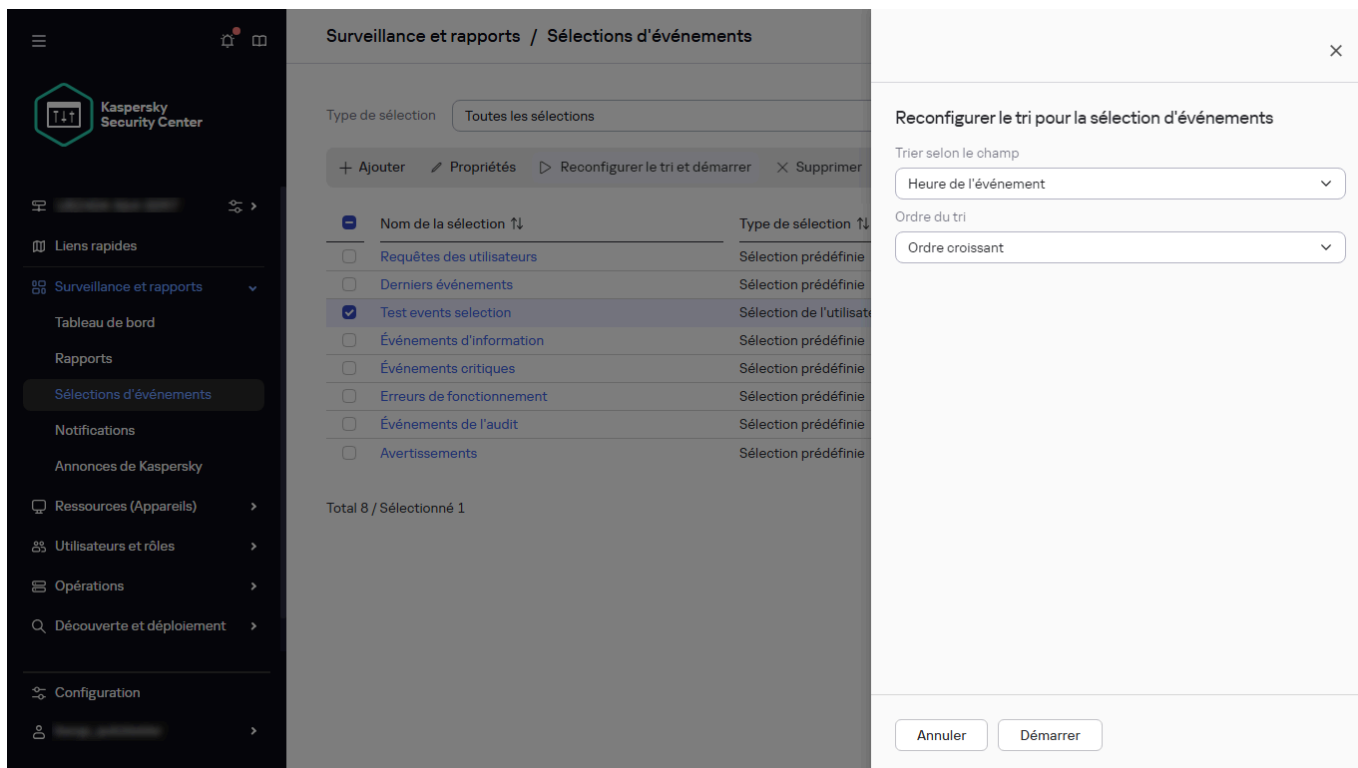 Kaspersky
Security Center
Liens rapides
Surveillance et rapports
Tableau de bord
Rapports
Sélections d'événements
Notifications
Annonces de Kaspersky
Ressources (Appareils)
Utilisateurs et rôles
Opérations
Découverte et déploiement
Configuration
Surveillance et rapports / Sélections d'événements
Type de sélection Toutes les sélections
Ajouter Propriétés Reconfigurer le tri et démarrer Supprimer
Nom de la sélection Type de sélection
Requêtes des utilisateurs Sélection prédéfinie
Derniers événements Sélection prédéfinie
Test events selection Sélection de l'utilisate
Événements d'information Sélection prédéfinie
Événements critiques Sélection prédéfinie
Erreurs de fonctionnement Sélection prédéfinie
Événements de l'audit Sélection prédéfinie
Avertissements Sélection prédéfinie
Total 8 / Sélectionné 1
Reconfigurer le tri pour la sélection d'événements
Trier selon le champ
Heure de l'événement
Ordre du tri
Ordre croissant
Annuler Démarrer